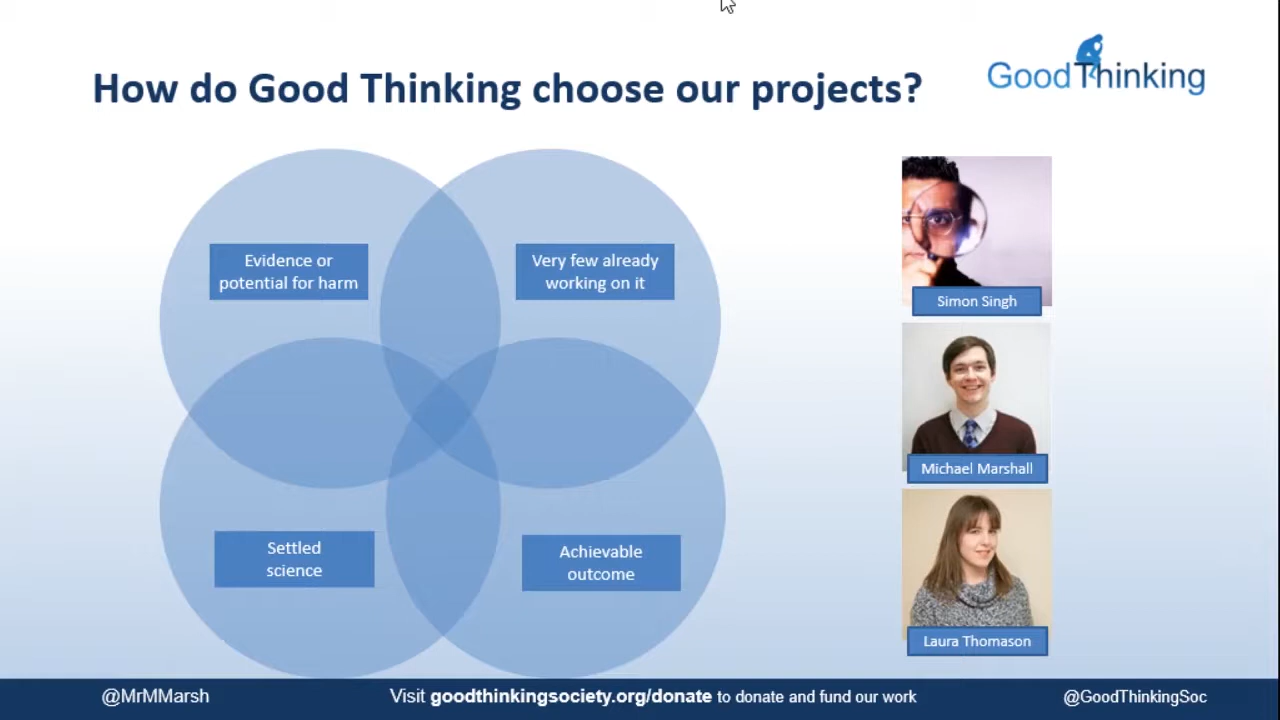 How do Good Thinking choose our projects?
Good Thinking
Evidence or
potential for harm
Very few already
working on it
Settled
science
Achievable
outcome
Simon Singh
Michael Marshall
Laura Thomason
@MrMMarsh
Visit goodthinkingsociety.org/donate to donate and fund our work
@GoodThinkingSoc